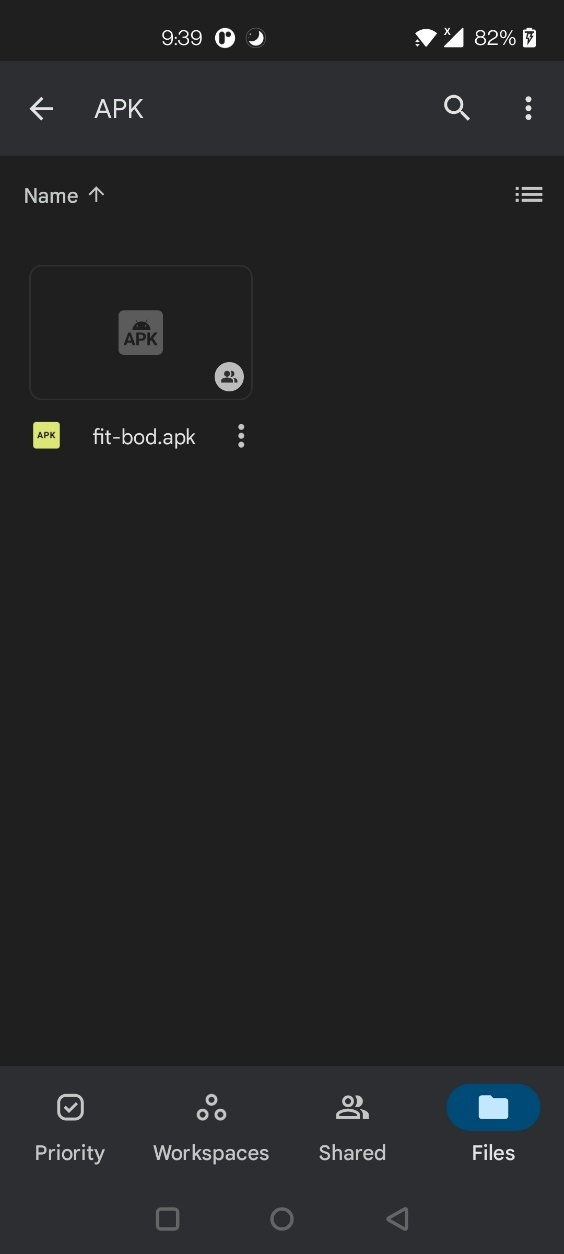 9:39
x
82%
APK
Name
APK
APK
fit-bod.apk
Priority
Workspaces
Shared
Files